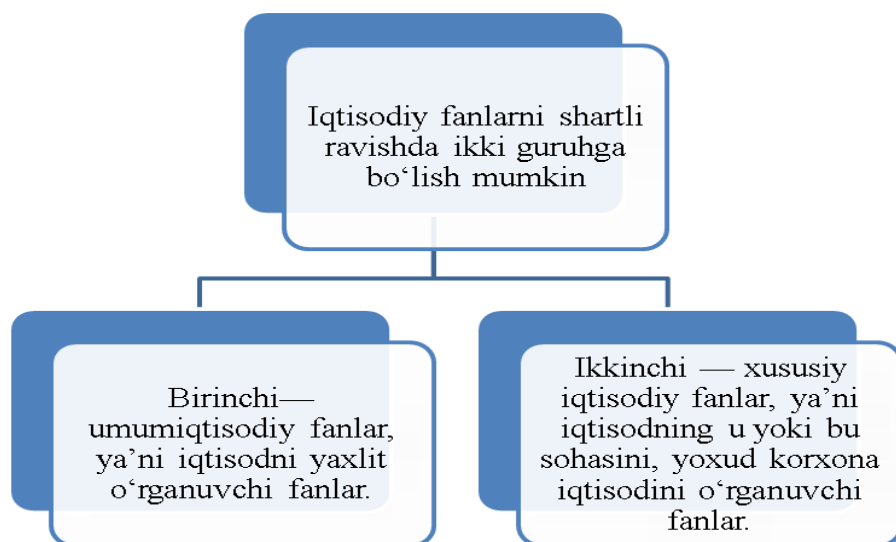 Iqtisodiy fanlarni shartli
ravishda ikki guruhga
bo‘lish mumkin
Birinchi—
umumiqtisodiy fanlar,
ya’ni iqtisodni yaxlit
o‘rganuvchi fanlar.
Ikkinchi — xususiy
iqtisodiy fanlar, ya’ni
iqtisodning u yoki bu
sohasini, yoxud korxona
iqtisodini o‘rganuvchi
fanlar.